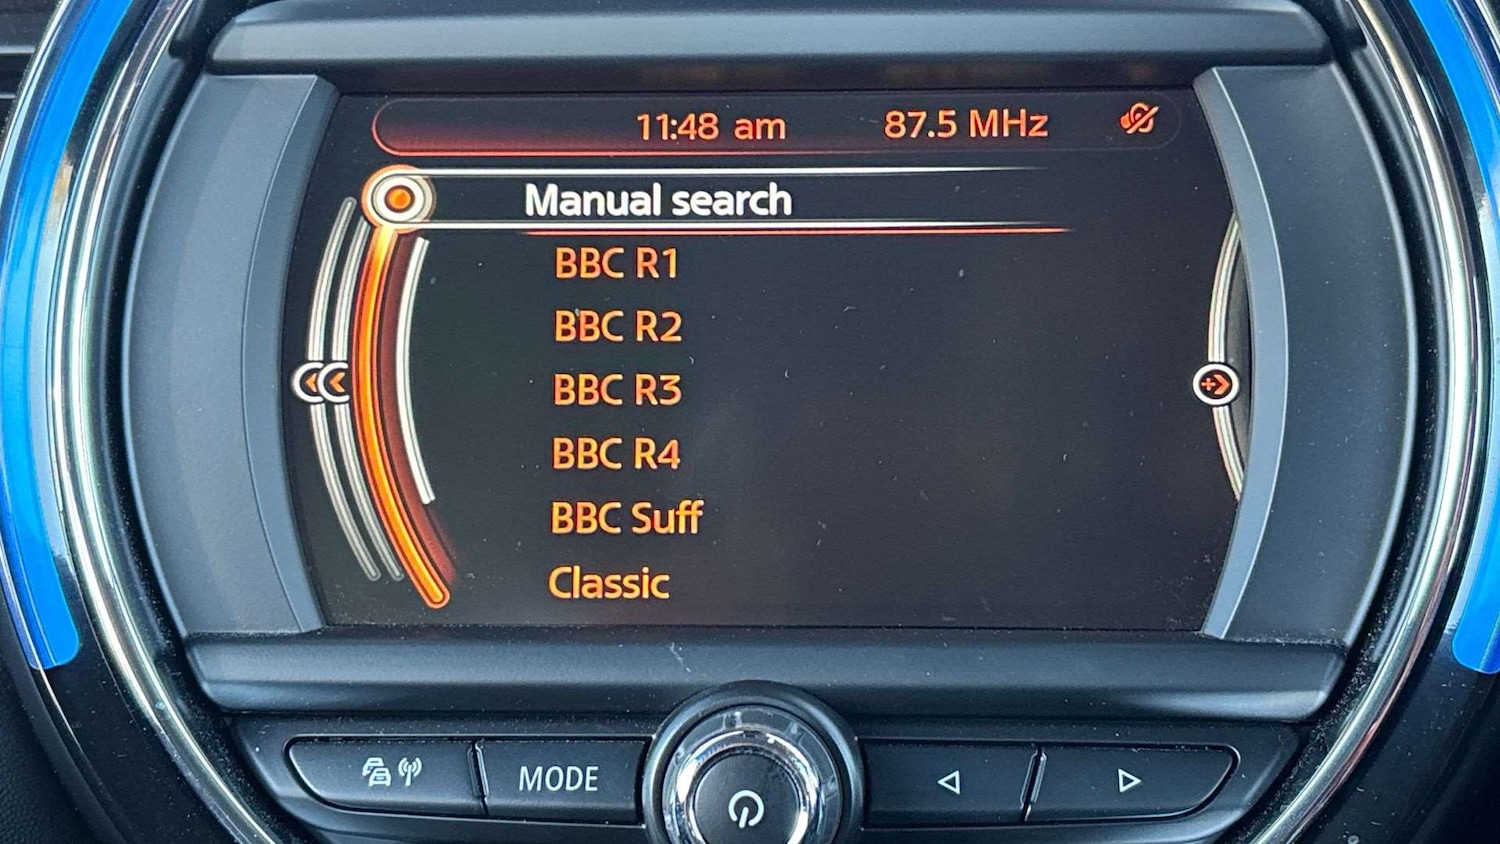 11:48 am 87.5 MHz
Manual search
BBC R1
BBC R2
BBC R3
BBC R4
BBC Suff
Classic
MODE